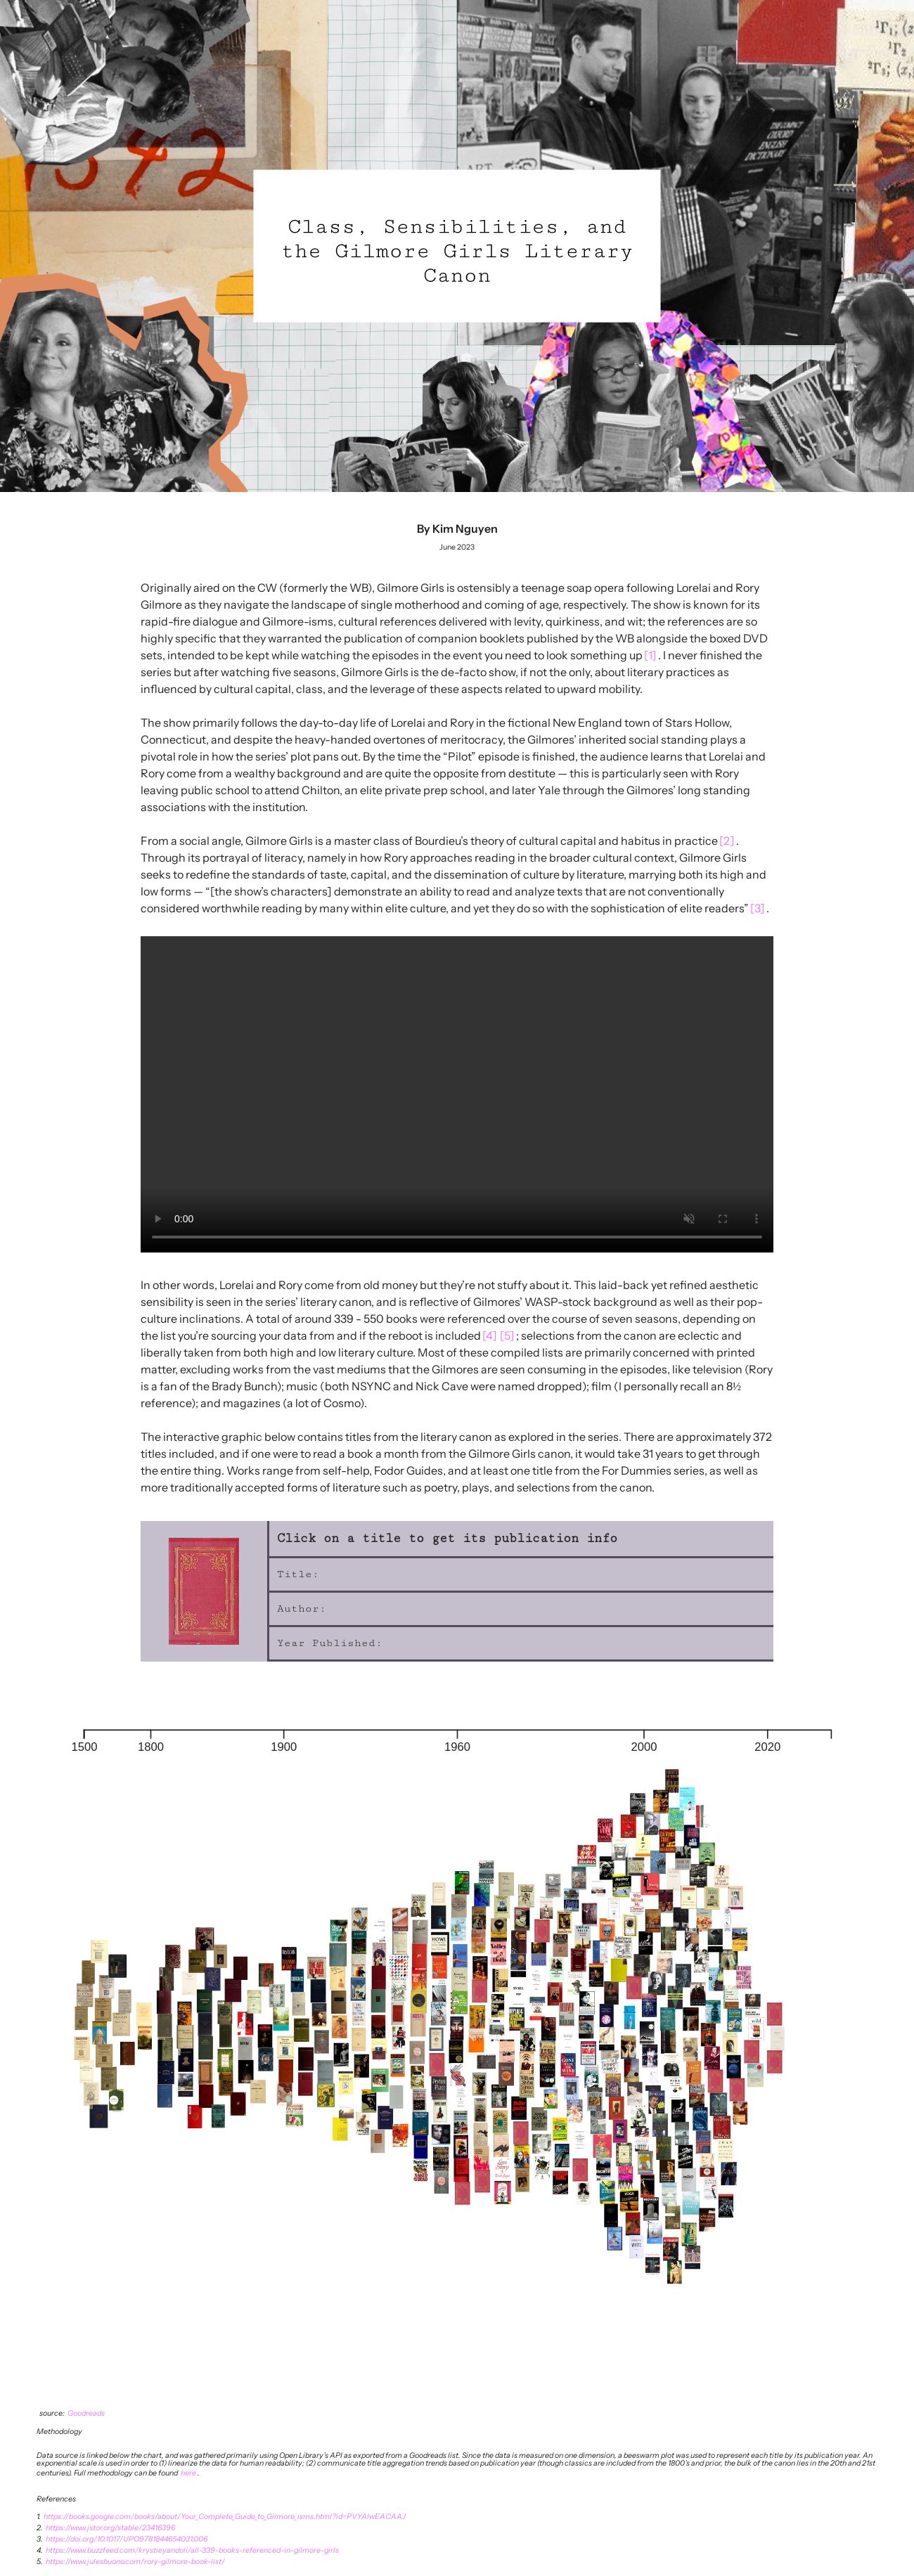 1342
ART
THE COMPACT
OXFORD
ENGLISH
DICTIONARY
Class, Sensibilities, and
the Gilmore Girls Literary
Canon
JANE
By Kim Nguyen
June 2023
Originally aired on the CW (formerly the WB), Gilmore Girls is ostensibly a teenage soap opera following Lorelai and Rory
Gilmore as they navigate the landscape of single motherhood and coming of age, respectively. The show is known for its
rapid-fire dialogue and Gilmore-isms, cultural references delivered with levity, quirkiness, and wit; the references are so
highly specific that they warranted the publication of companion booklets published by the WB alongside the boxed DVD
sets, intended to be kept while watching the episodes in the event you need to look something up [1] . I never finished the
series but after watching five seasons, Gilmore Girls is the de-facto show, if not the only, about literary practices as
influenced by cultural capital, class, and the leverage of these aspects related to upward mobility.
The show primarily follows the day-to-day life of Lorelai and Rory in the fictional New England town of Stars Hollow,
Connecticut, and despite the heavy-handed overtones of meritocracy, the Gilmores’ inherited social standing plays a
pivotal role in how the series’ plot pans out. By the time the “Pilot” episode is finished, the audience learns that Lorelai and
Rory come from a wealthy background and are quite the opposite from destitute — this is particularly seen with Rory
leaving public school to attend Chilton, an elite private prep school, and later Yale through the Gilmores’ long standing
associations with the institution.
From a social angle, Gilmore Girls is a master class of Bourdieu’s theory of cultural capital and habitus in practice [2] .
Through its portrayal of literacy, namely in how Rory approaches reading in the broader cultural context, Gilmore Girls
seeks to redefine the standards of taste, capital, and the dissemination of culture by literature, marrying both its high and
low forms — “[the show’s characters] demonstrate an ability to read and analyze texts that are not conventionally
considered worthwhile reading by many within elite culture, and yet they do so with the sophistication of elite readers” [3] .
0:00
In other words, Lorelai and Rory come from old money but they’re not stuffy about it. This laid-back yet refined aesthetic
sensibility is seen in the series’ literary canon, and is reflective of Gilmores’ WASP-stock background as well as their pop-
culture inclinations. A total of around 339 - 550 books were referenced over the course of seven seasons, depending on
the list you’re sourcing your data from and if the reboot is included [4] [5] ; selections from the canon are eclectic and
liberally taken from both high and low literary culture. Most of these compiled lists are primarily concerned with printed
matter, excluding works from the vast mediums that the Gilmores are seen consuming in the episodes, like television (Rory
is a fan of the Brady Bunch); music (both NSYNC and Nick Cave were named dropped); film (I personally recall an 8½
reference); and magazines (a lot of Cosmo).
The interactive graphic below contains titles from the literary canon as explored in the series. There are approximately 372
titles included, and if one were to read a book a month from the Gilmore Girls canon, it would take 31 years to get through
the entire thing. Works range from self-help, Fodor Guides, and at least one title from the For Dummies series, as well as
more traditionally accepted forms of literature such as poetry, plays, and selections from the canon.
Click on a title to get its publication info
Title:
Author:
Year Published:
1500 1800 1900 1960 2000 2020
HOWL
source: Goodreads
Methodology
Data source is linked below the chart, and was gathered primarily using Open Library’s API as exported from a Goodreads list. Since the data is measured on one dimension, a beeswarm plot was used to represent each title by its publication year. An
exponential scale is used in order to (1) linearize the data for human readability; (2) communicate title aggregation trends based on publication year (though classics are included from the 1800’s and prior, the bulk of the canon lies in the 20th and 21st
centuries). Full methodology can be found here .
References
1. https://books.google.com/books/about/Your_Complete_Guide_to_Gilmore_isms.html?id=PVYAIwEACAAJ
2. https://www.jstor.org/stable/23416396
3. https://doi.org/10.1017/UPO9781844654031.006
4. https://www.buzzfeed.com/krystieyandoli/all-339-books-referenced-in-gilmore-girls
5. https://www.julesbuono.com/rory-gilmore-book-list/